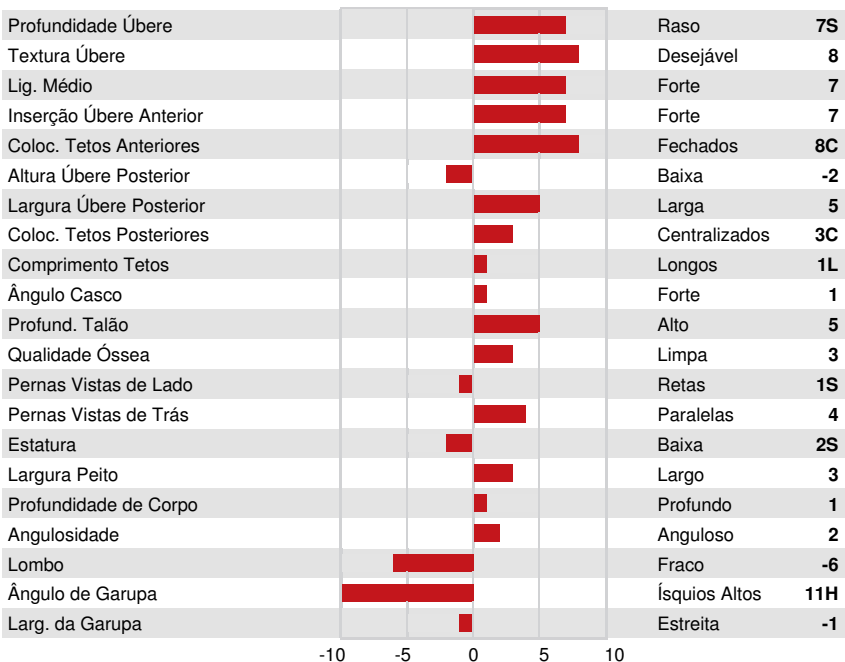 Profundidade Úbere Raso 7S
Textura Úbere Desejável 8
Lig. Médio Forte 7
Inserção Úbere Anterior Forte 7
Coloc. Tetos Anteriores Fechados 8C
Altura Úbere Posterior Baixa -2
Largura Úbere Posterior Larga 5
Coloc. Tetos Posteriores Centralizados 3C
Comprimento Tetos Longos 1L
Ângulo Casco Forte 1
Profund. Talão Alto 5
Qualidade Óssea Limpa 3
Pernas Vistas de Lado Retas 1S
Pernas Vistas de Trás Paralelas 4
Estatura Baixa 2S
Largura Peito Largo 3
Profundidade de Corpo Profundo 1
Angulosidade Anguloso 2
Lombo Fraco -6
Ângulo de Garupa Ísquios Altos 11H
Larg. da Garupa Estreita -1
-10 -5 0 5 10